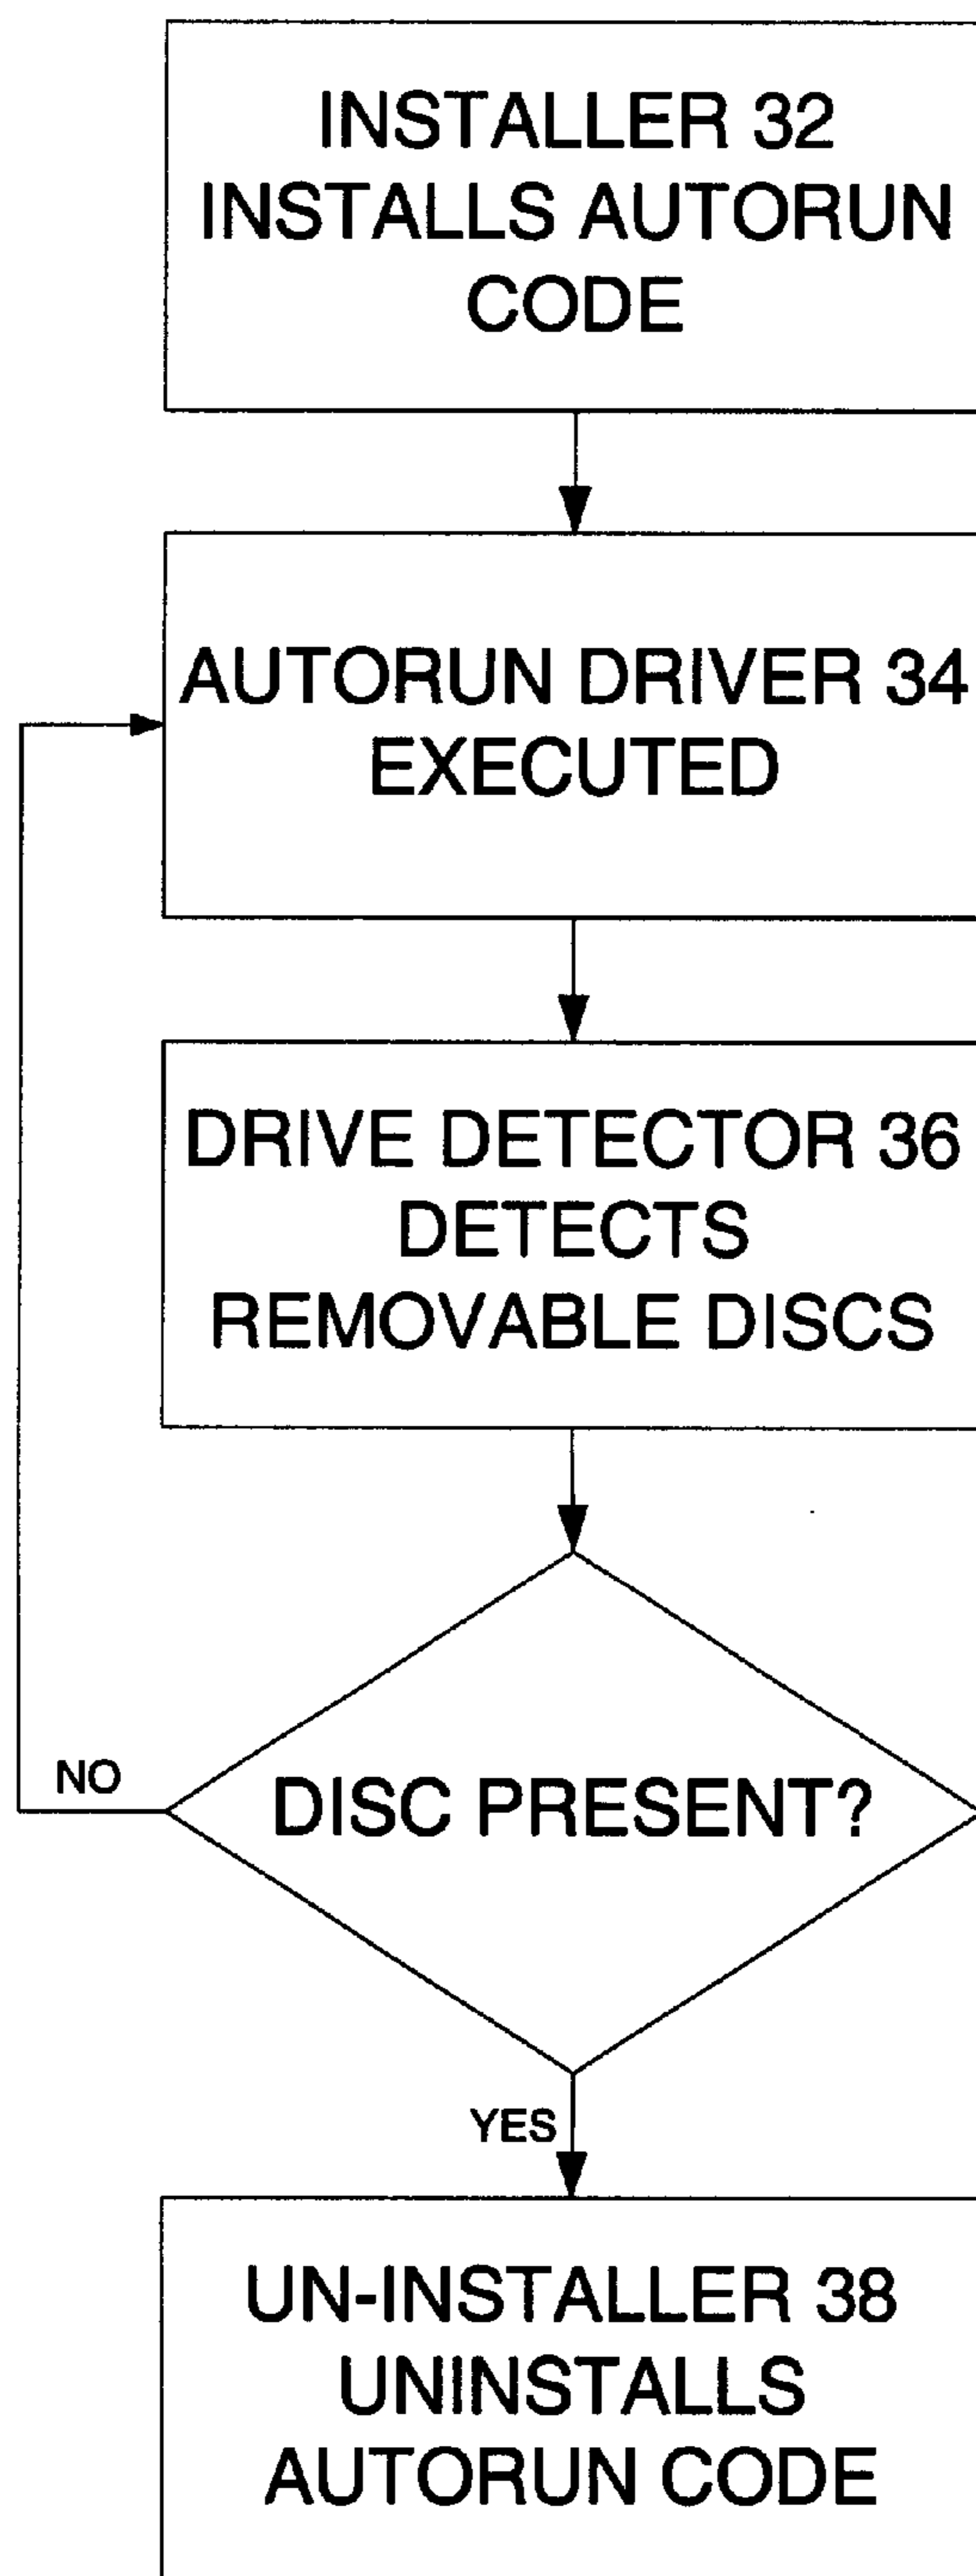 INSTALLER 32
INSTALLS AUTORUN
CODE
AUTORUN DRIVER 34
EXECUTED
DRIVE DETECTOR 36
DETECTS
REMOVABLE DISCS
NO
DISC PRESENT?
YES
UN-INSTALLER 38
UNINSTALLS
AUTORUN CODE